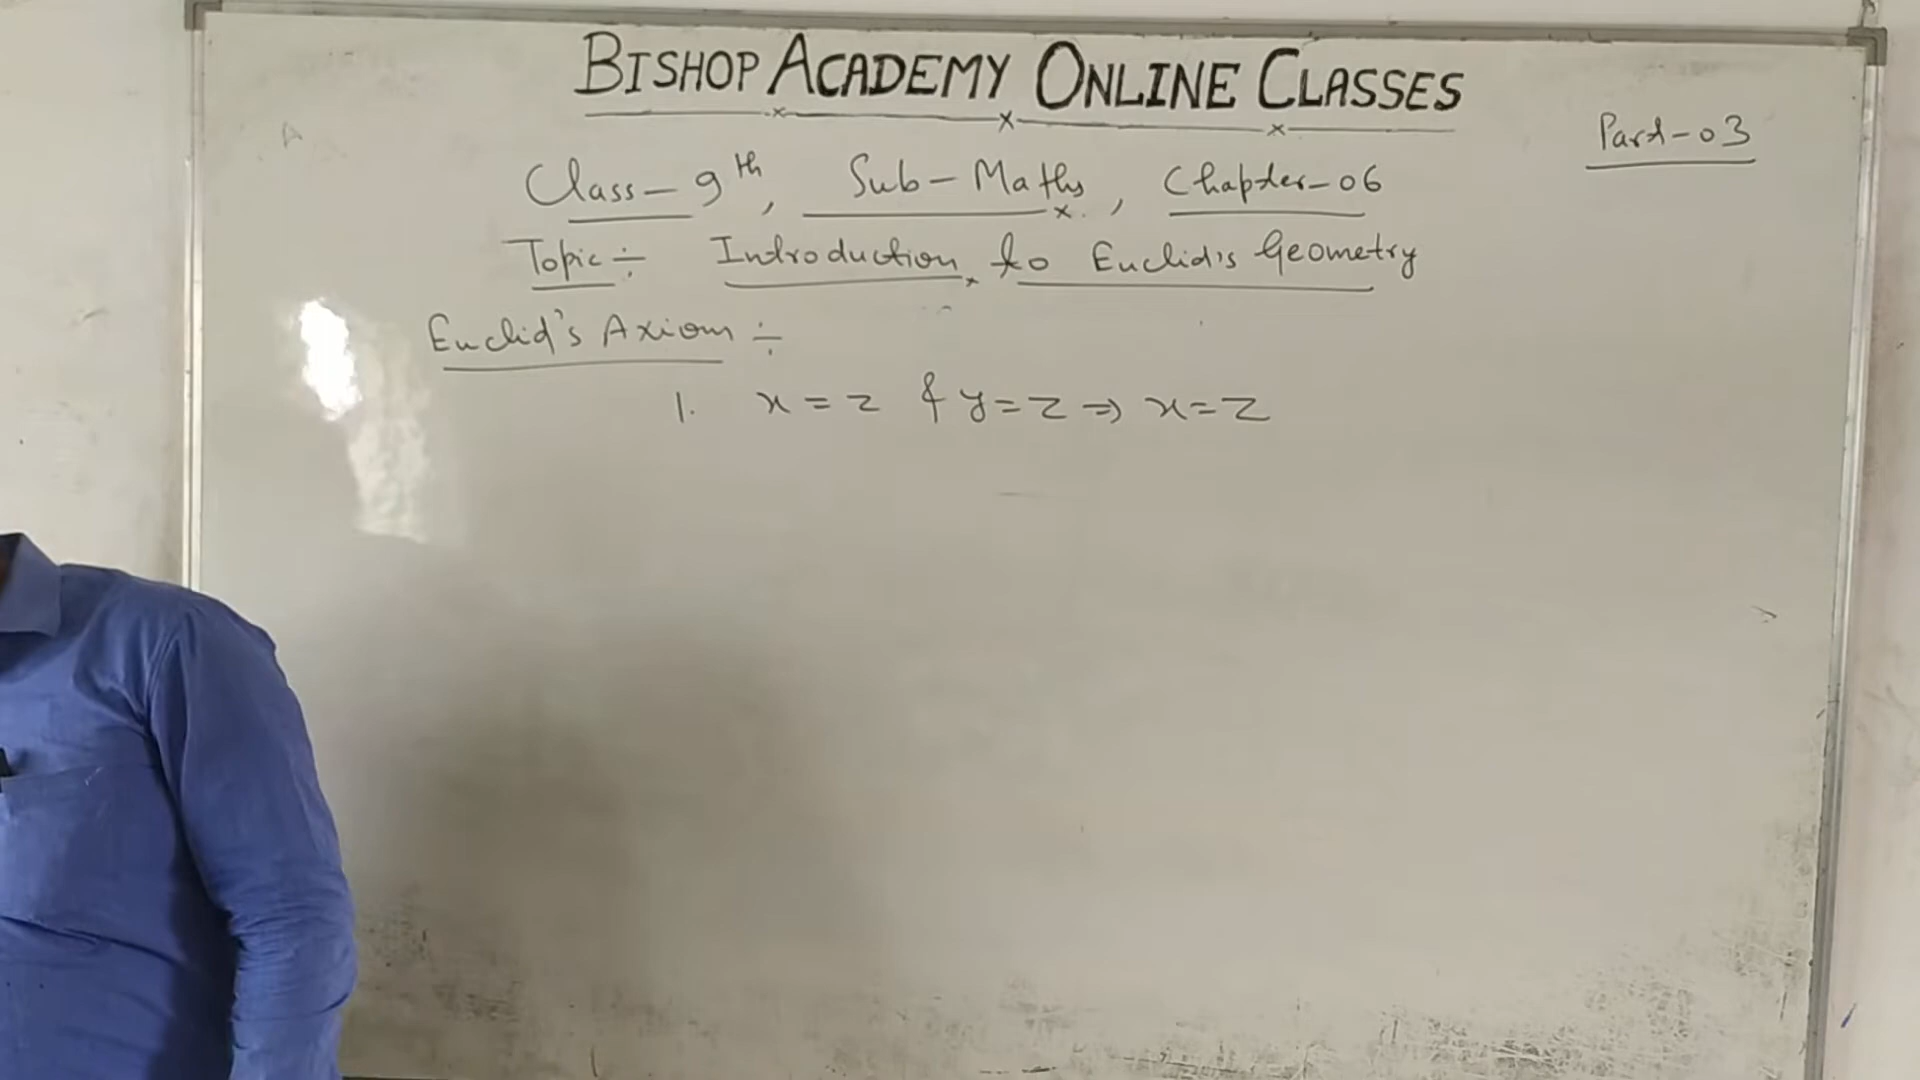 BISHOP ACADEMY ONLINE CLASSES
Part-03
Class-9th, Sub-Maths, Chapter-06
Topic÷ Introduction to Euclid's Geometry
Euclid's Axiom÷
1. x=z & y=z⇒x=z